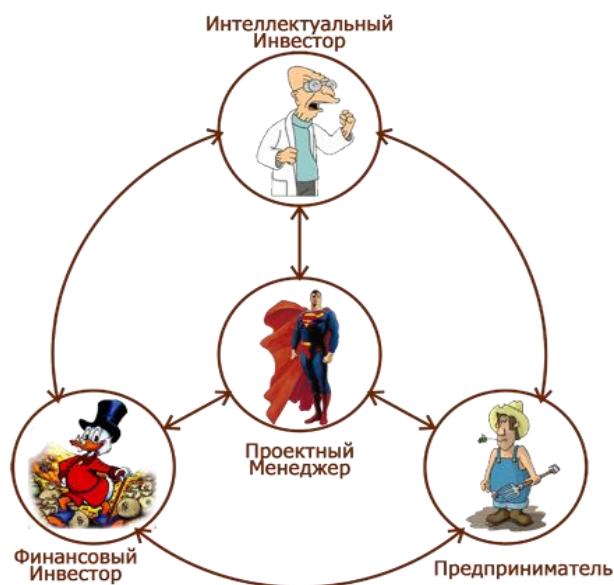 Интеллектуальный
Инвестор
Проектный
Менеджер
Финансовый
Инвестор
Предприниматель